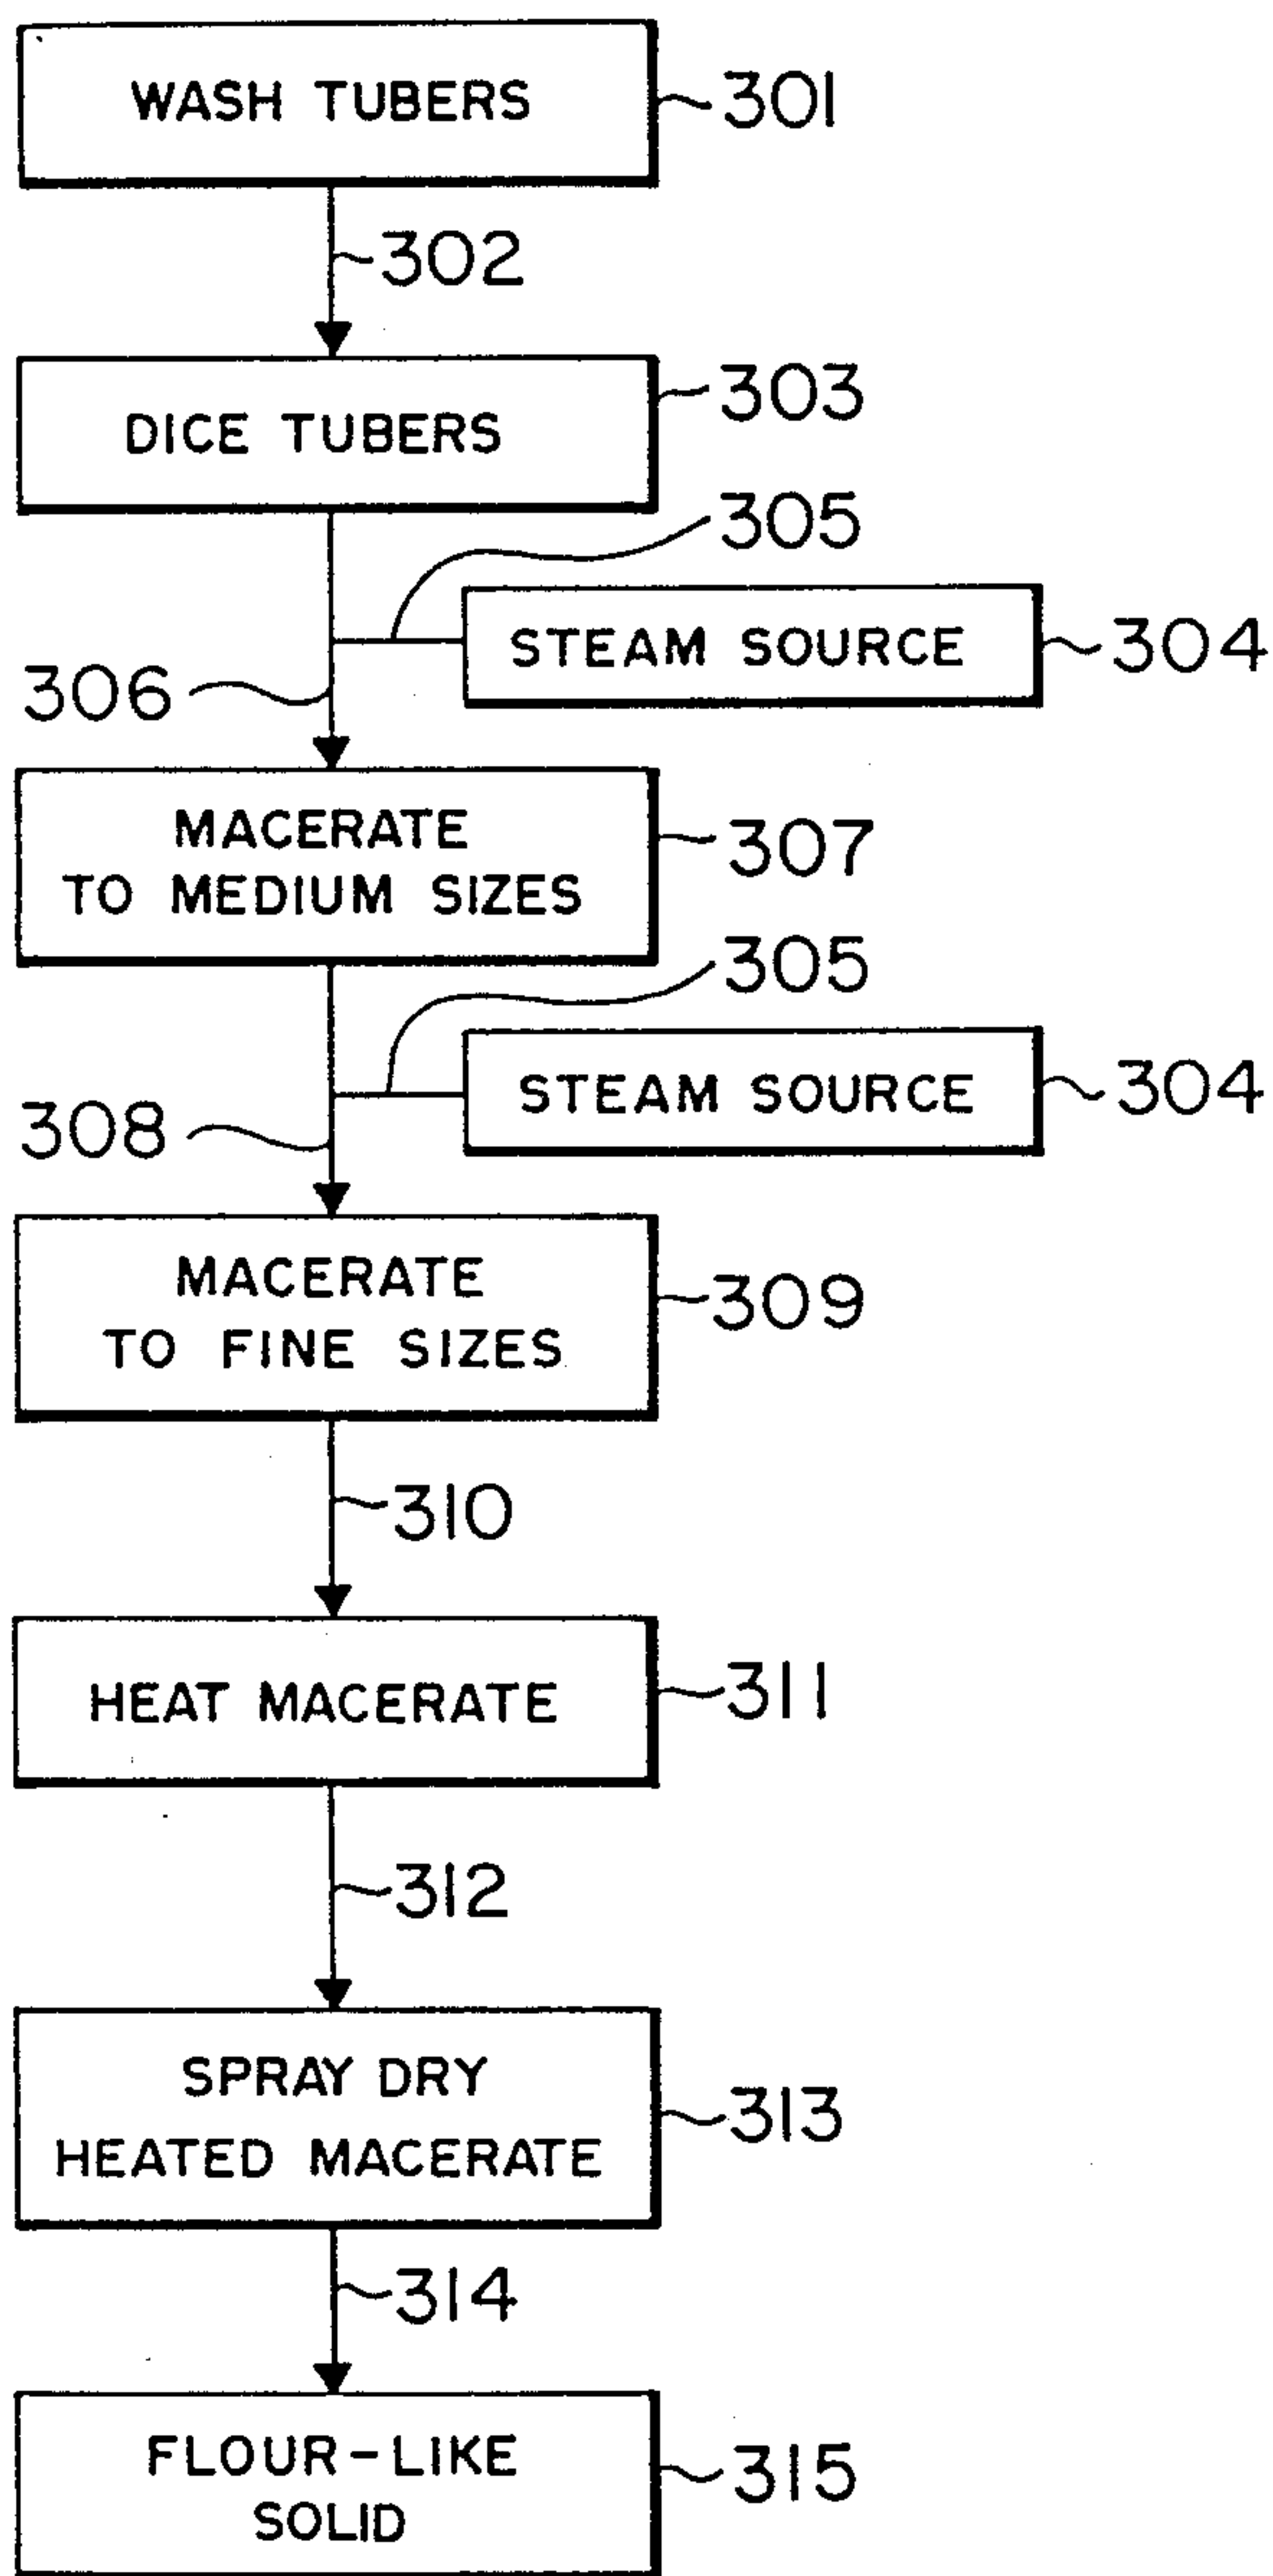 WASH TUBERS
301
302
DICE TUBERS
303
305
STEAM SOURCE
304
306
MACERATE
TO MEDIUM SIZES
307
305
STEAM SOURCE
304
308
MACERATE
TO FINE SIZES
309
310
HEAT MACERATE
311
312
SPRAY DRY
HEATED MACERATE
313
314
FLOUR-LIKE
SOLID
315